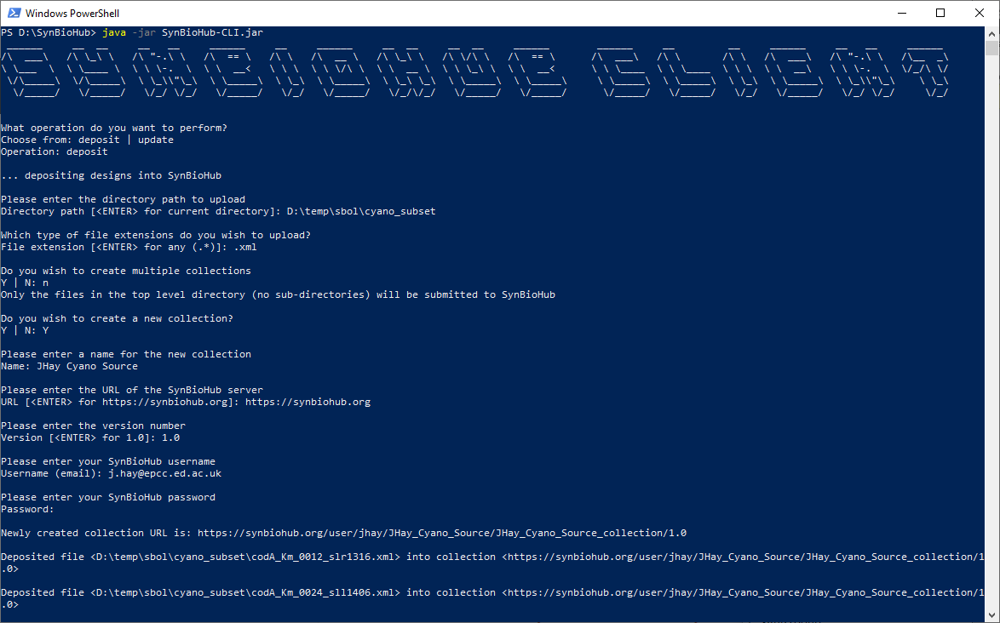 Windows PowerShell
PS D:\SynBioHub> java -jar SynBioHub-CLI.jar
SYNBIOHUB CLIENT
What operation do you want to perform?
Choose from: deposit | update
Operation: deposit
... depositing designs into SynBioHub
Please enter the directory path to upload
Directory path [<ENTER> for current directory]: D:\temp\sbol\cyano_subset
Which type of file extensions do you wish to upload?
File extension [<ENTER> for any (.*)]: .xml
Do you wish to create multiple collections
Y | N: n
Only the files in the top level directory (no sub-directories) will be submitted to SynBioHub
Do you wish to create a new collection?
Y | N: Y
Please enter a name for the new collection
Name: JHay Cyano Source
Please enter the URL of the SynBioHub server
URL [<ENTER> for https://synbiohub.org]: https://synbiohub.org
Please enter the version number
Version [<ENTER> for 1.0]: 1.0
Please enter your SynBioHub username
Username (email): j.hay@epcc.ed.ac.uk
Please enter your SynBioHub password
Password:
Newly created collection URL is: https://synbiohub.org/user/jhay/JHay_Cyano_Source/JHay_Cyano_Source_collection/1.0
Deposited file <D:\temp\sbol\cyano_subset\codA_Km_0012_slr1316.xml> into collection <https://synbiohub.org/user/jhay/JHay_Cyano_Source/JHay_Cyano_Source_collection/1
.0>
Deposited file <D:\temp\sbol\cyano_subset\codA_Km_0024_sll1406.xml> into collection <https://synbiohub.org/user/jhay/JHay_Cyano_Source/JHay_Cyano_Source_collection/1
.0>